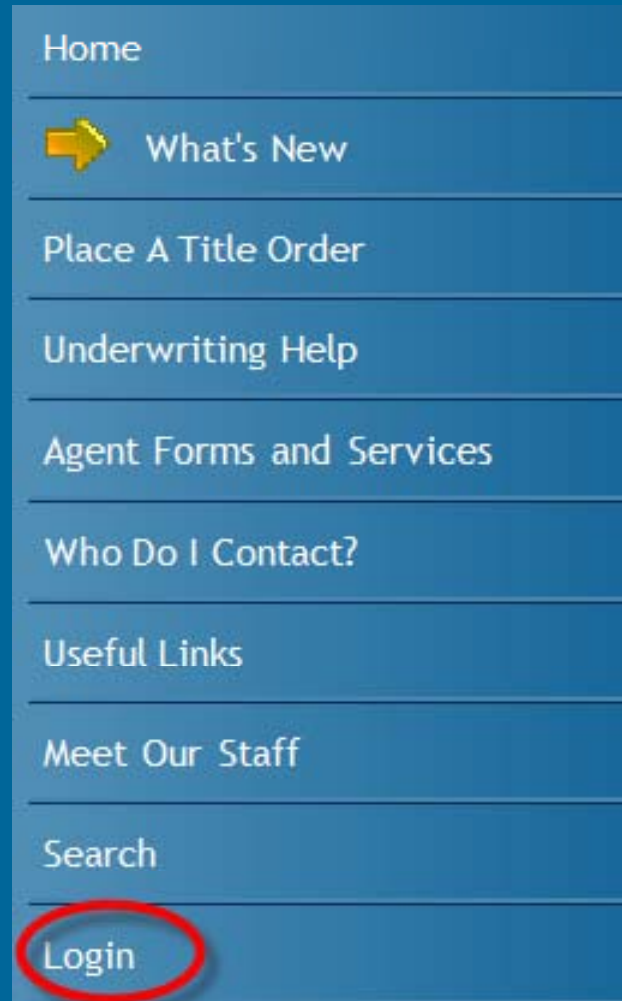 Home
What's New
Place A Title Order
Underwriting Help
Agent Forms and Services
Who Do I Contact?
Useful Links
Meet Our Staff
Search
Login